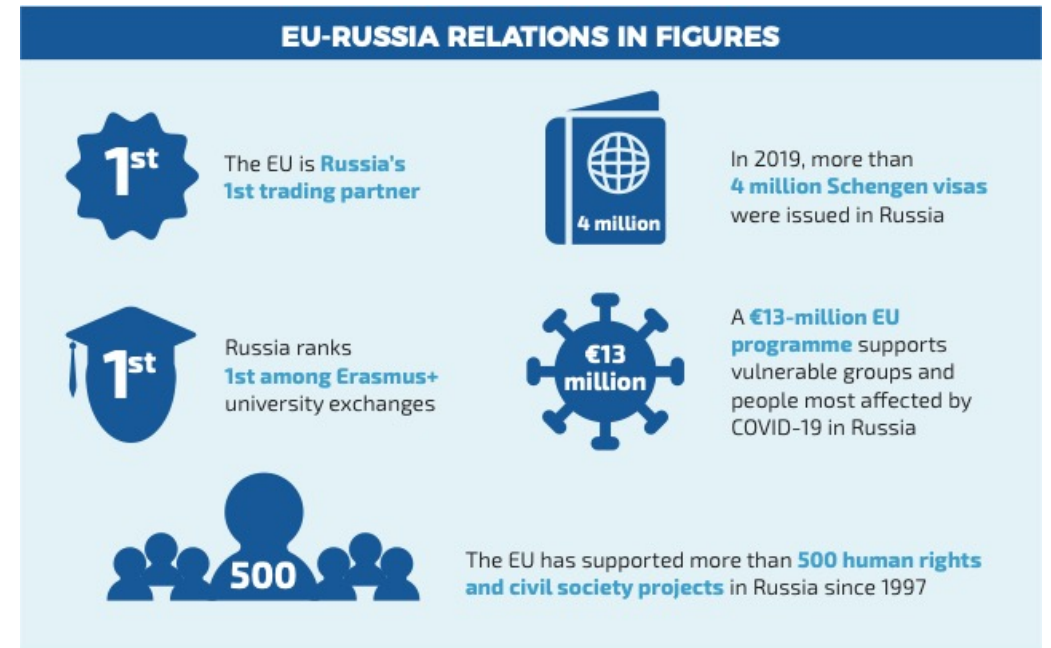 EU-RUSSIA RELATIONS IN FIGURES
1st
The EU is Russia's
1st trading partner
4 million
In 2019, more than
4 million Schengen visas
were issued in Russia
1st
Russia ranks
1st among Erasmus+
university exchanges
€13
million
A €13-million EU
programme supports
vulnerable groups and
people most affected by
COVID-19 in Russia
500
The EU has supported more than 500 human rights
and civil society projects in Russia since 1997